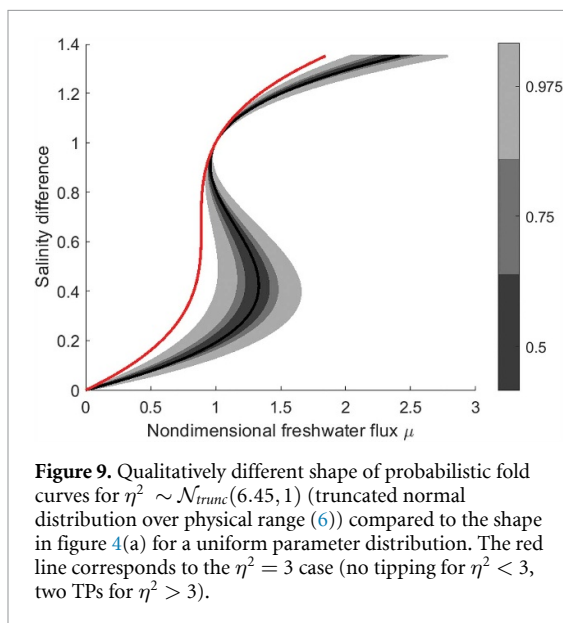 1.4
1.2
1
0.8
0.6
0.4
0.2
0
Salinity difference
0 0.5 1 1.5 2 2.5 3
Nondimensional freshwater flux μ
0.975
0.75
0.5
Figure 9. Qualitatively different shape of probabilistic fold
curves for η² ∼ 𝒩trunc(6.45, 1) (truncated normal
distribution over physical range (6)) compared to the shape
in figure 4(a) for a uniform parameter distribution. The red
line corresponds to the η² = 3 case (no tipping for η² < 3,
two TPs for η² > 3).